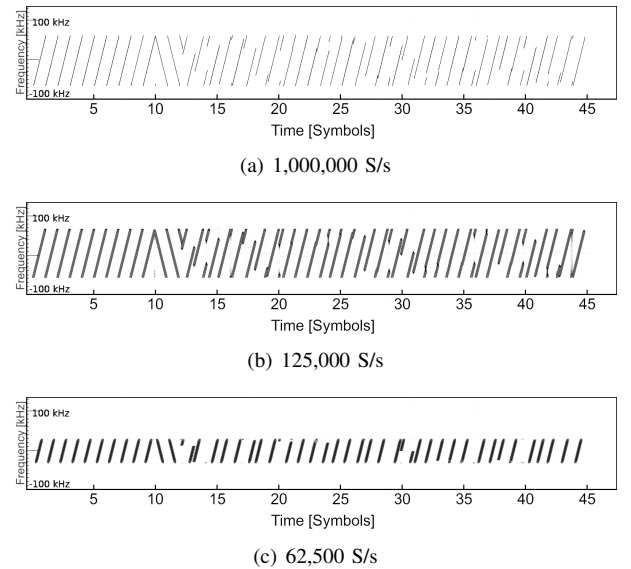 100 kHz
Frequency [kHz]
-100 kHz
5 10 15 20 25 30 35 40 45
Time [Symbols]
(a) 1,000,000 S/s
100 kHz
Frequency [kHz]
-100 kHz
5 10 15 20 25 30 35 40 45
Time [Symbols]
(b) 125,000 S/s
100 kHz
Frequency [kHz]
-100 kHz
5 10 15 20 25 30 35 40 45
Time [Symbols]
(c) 62,500 S/s